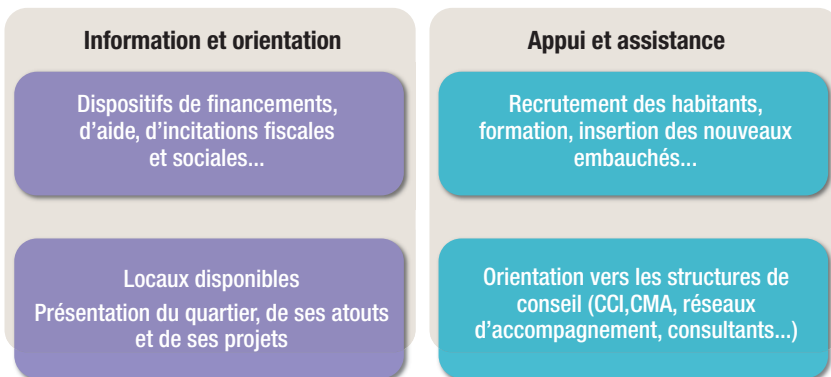 Information et orientation
Dispositifs de financements,
d'aide, d'incitations fiscales
et sociales...
Locaux disponibles
Présentation du quartier, de ses atouts
et de ses projets
Appui et assistance
Recrutement des habitants,
formation, insertion des nouveaux
embauchés...
Orientation vers les structures de
conseil (CCI,CMA, réseaux
d'accompagnement, consultants...)